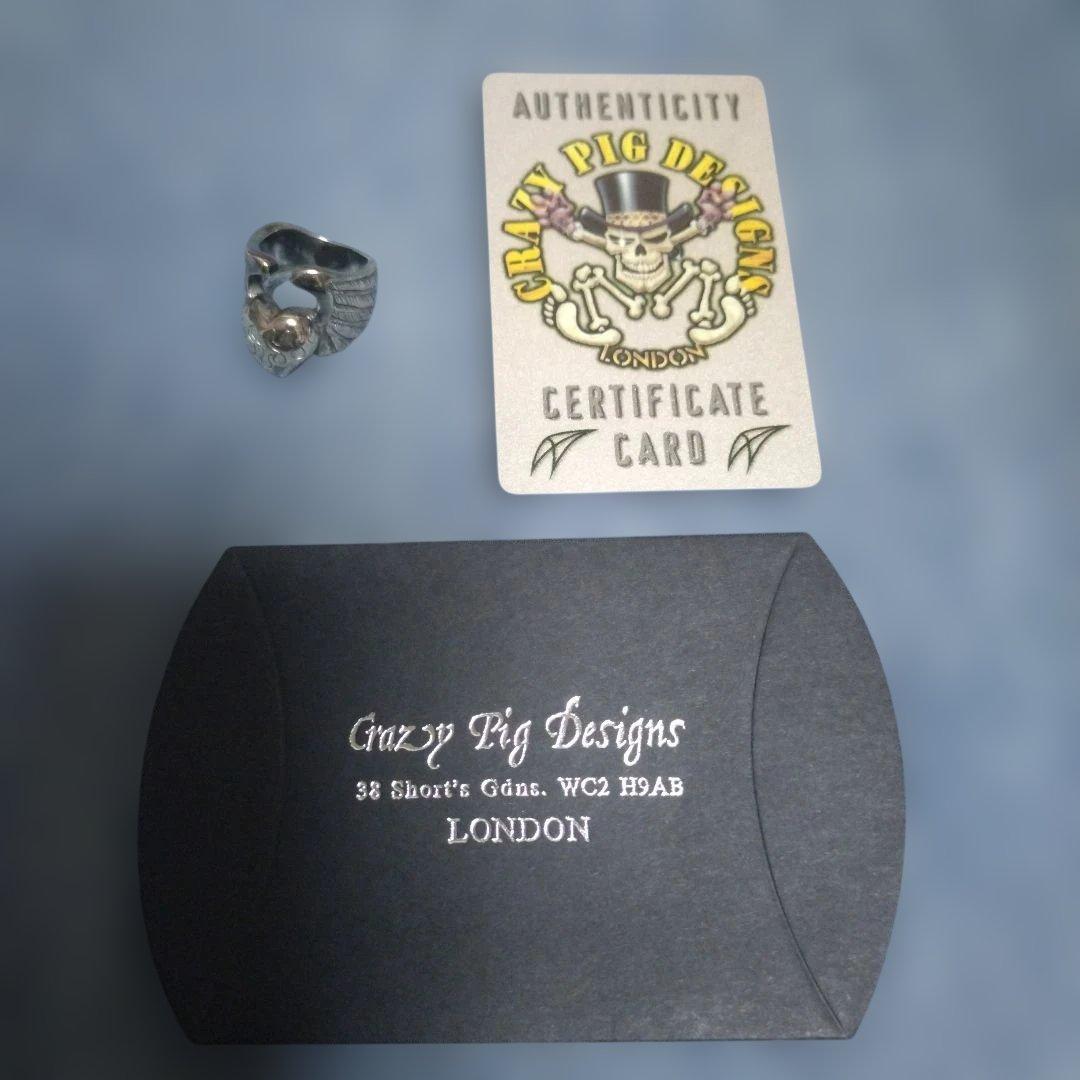 AUTHENTICITY
CRAZY PIG DESIGNS
LONDON
CERTIFICATE
CARD
Crazy Pig Designs
38 Short's Gdns. WC2 H9AB
LONDON